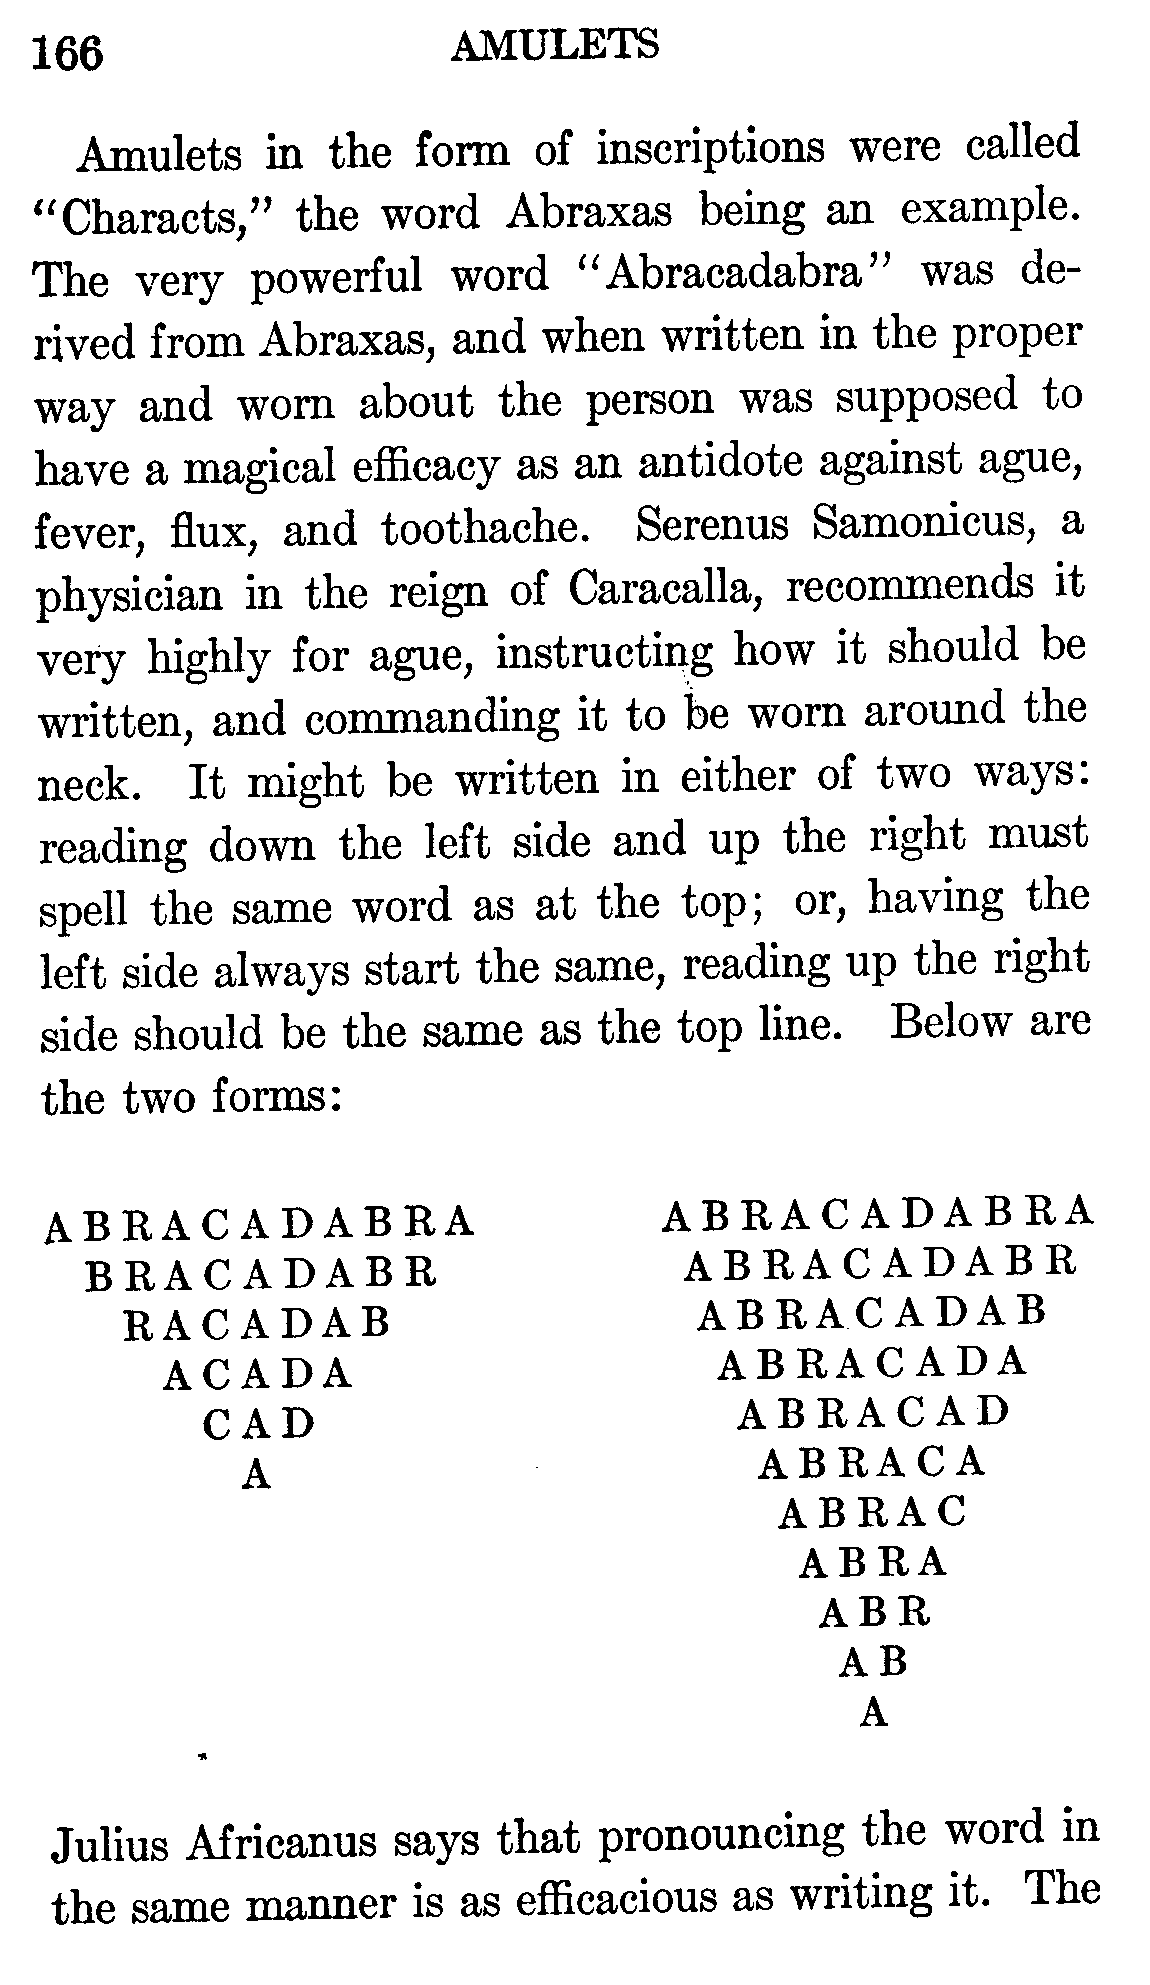 166 AMULETS
Amulets in the form of inscriptions were called
“Characts,” the word Abraxas being an example.
The very powerful word “Abracadabra” was de-
rived from Abraxas, and when written in the proper
way and worn about the person was supposed to
have a magical efficacy as an antidote against ague,
fever, flux, and toothache. Serenus Samonicus, a
physician in the reign of Caracalla, recommends it
very highly for ague, instructing how it should be
written, and commanding it to be worn around the
neck. It might be written in either of two ways:
reading down the left side and up the right must
spell the same word as at the top; or, having the
left side always start the same, reading up the right
side should be the same as the top line. Below are
the two forms:
A B R A C A D A B R A
B R A C A D A B R
R A C A D A B
A C A D A
C A D
A
A B R A C A D A B R A
A B R A C A D A B R
A B R A C A D A B
A B R A C A D A
A B R A C A D
A B R A C A
A B R A C
A B R A
A B R
A B
A
Julius Africanus says that pronouncing the word in
the same manner is as efficacious as writing it. The